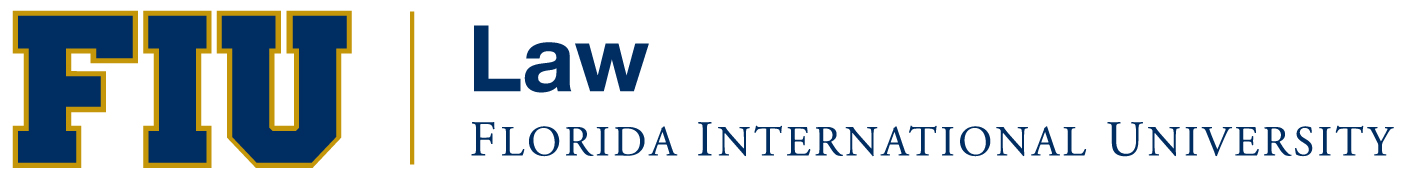 FIU
Law
FLORIDA INTERNATIONAL UNIVERSITY